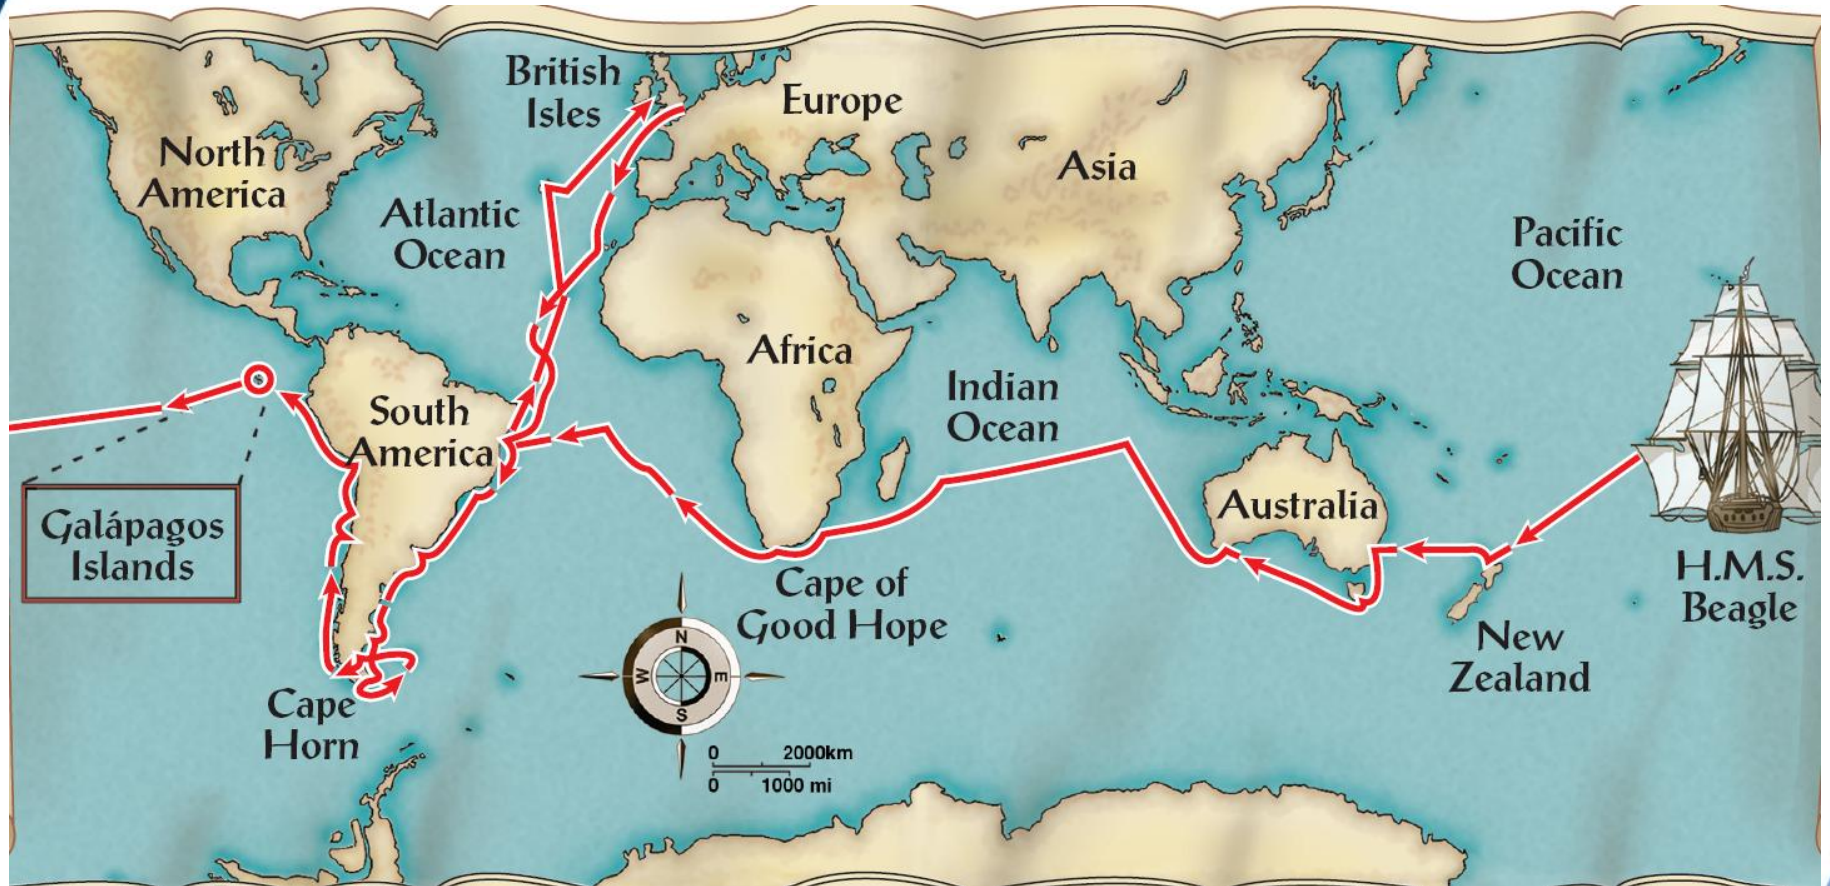 British
Isles
Europe
North
America
Asia
Atlantic
Ocean
Pacific
Ocean
Africa
Indian
Ocean
South
America
Galápagos
Islands
Australia
H.M.S.
Beagle
Cape of
Good Hope
New
Zealand
Cape
Horn
N
W
E
S
0 2000km
0 1000 mi